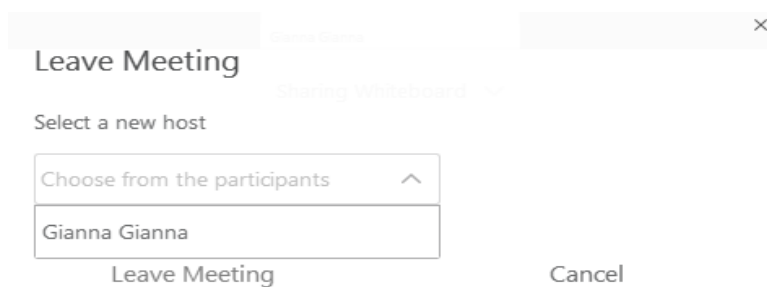 Gianna Gianna
Leave Meeting
Sharing Whiteboard
Select a new host
Choose from the participants
Gianna Gianna
Leave Meeting Cancel